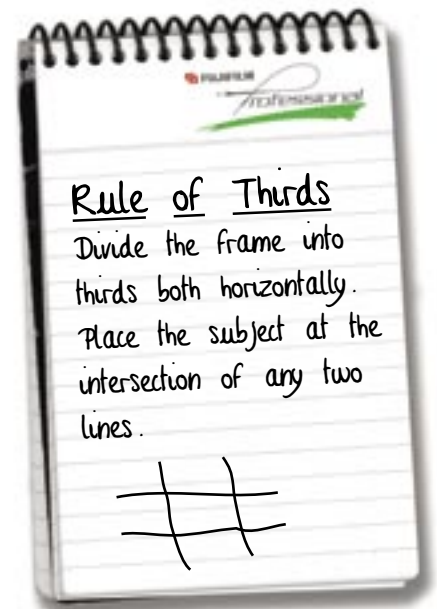 FUJIFILM
Professional
Rule of Thirds
Divide the frame into
thirds both horizontally.
Place the subject at the
intersection of any two
lines.